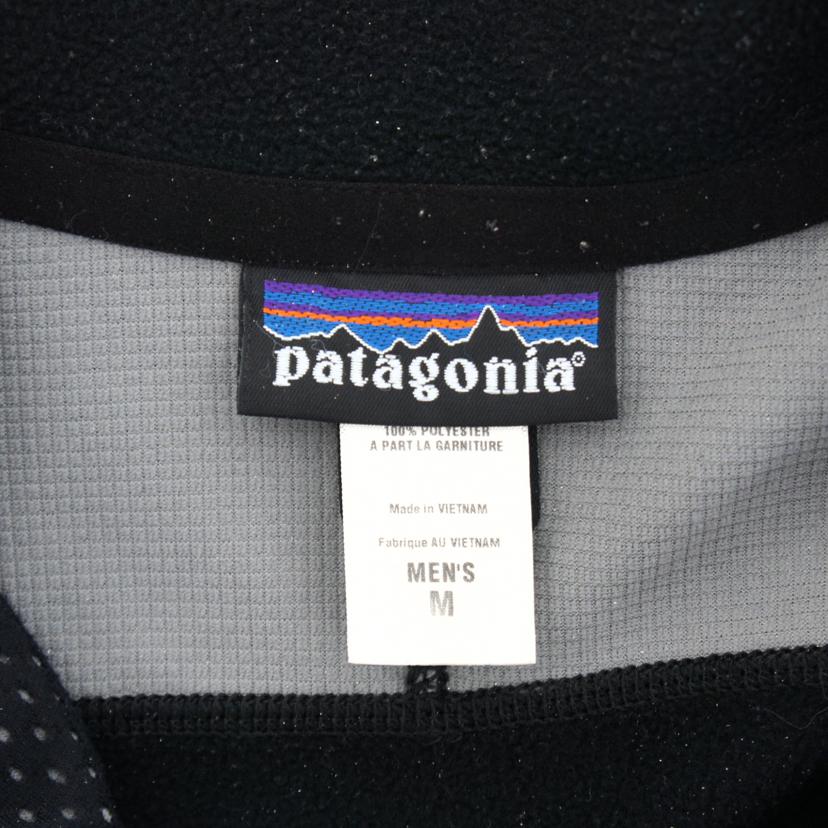 patagonia®
100% POLYESTER
A PART LA GARNITURE
Made in VIETNAM
Fabrique AU VIETNAM
MEN'S
M